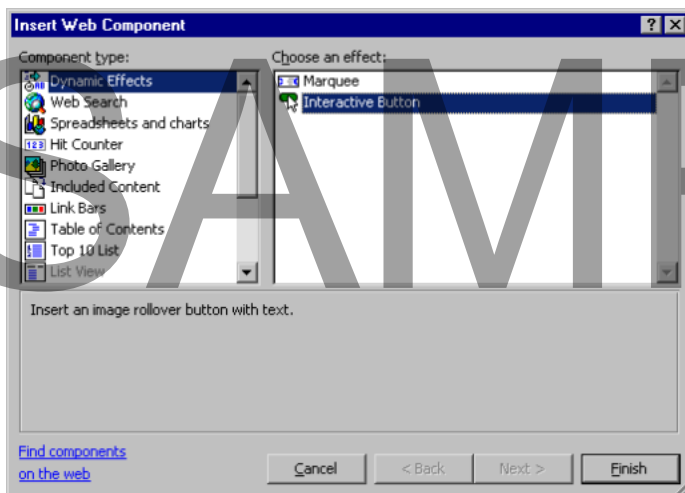 Insert Web Component
Component type:
Choose an effect:
Dynamic Effects
Web Search
Spreadsheets and charts
123 Hit Counter
Photo Gallery
Included Content
Link Bars
Table of Contents
Top 10 List
List View
Marquee
Interactive Button
Insert an image rollover button with text.
Find components
on the web
Cancel
< Back
Next >
Finish
SAM